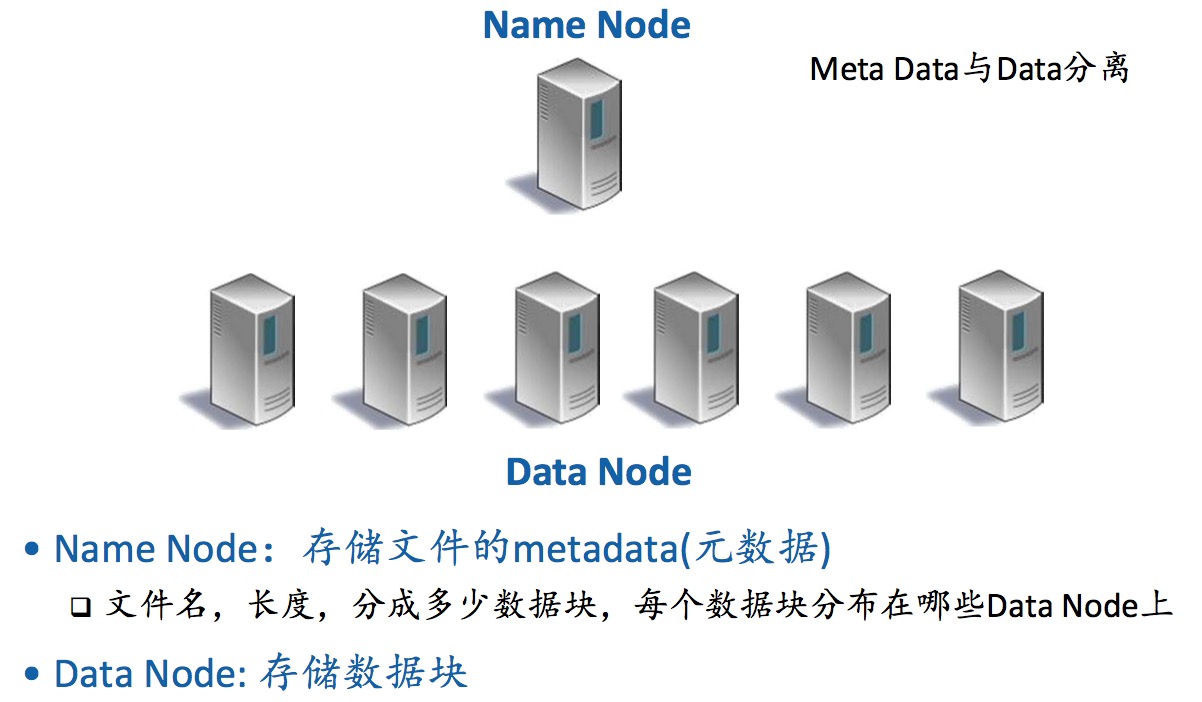 Name Node
Meta Data与Data分离
Data Node
• Name Node：存储文件的metadata(元数据)
❑ 文件名，长度，分成多少数据块，每个数据块分布在哪些Data Node上
• Data Node: 存储数据块